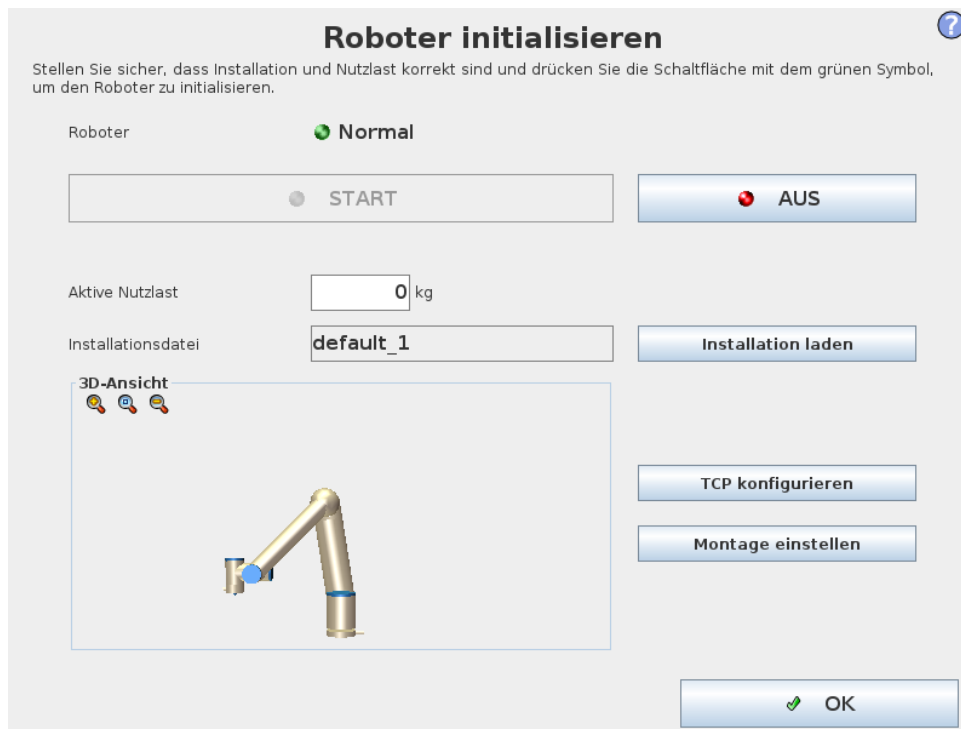 Roboter initialisieren
?
Stellen Sie sicher, dass Installation und Nutzlast korrekt sind und drücken Sie die Schaltfläche mit dem grünen Symbol,
um den Roboter zu initialisieren.
Roboter
Normal
START
AUS
Aktive Nutzlast
0 kg
Installationsdatei
default_1
Installation laden
3D-Ansicht
TCP konfigurieren
Montage einstellen
OK